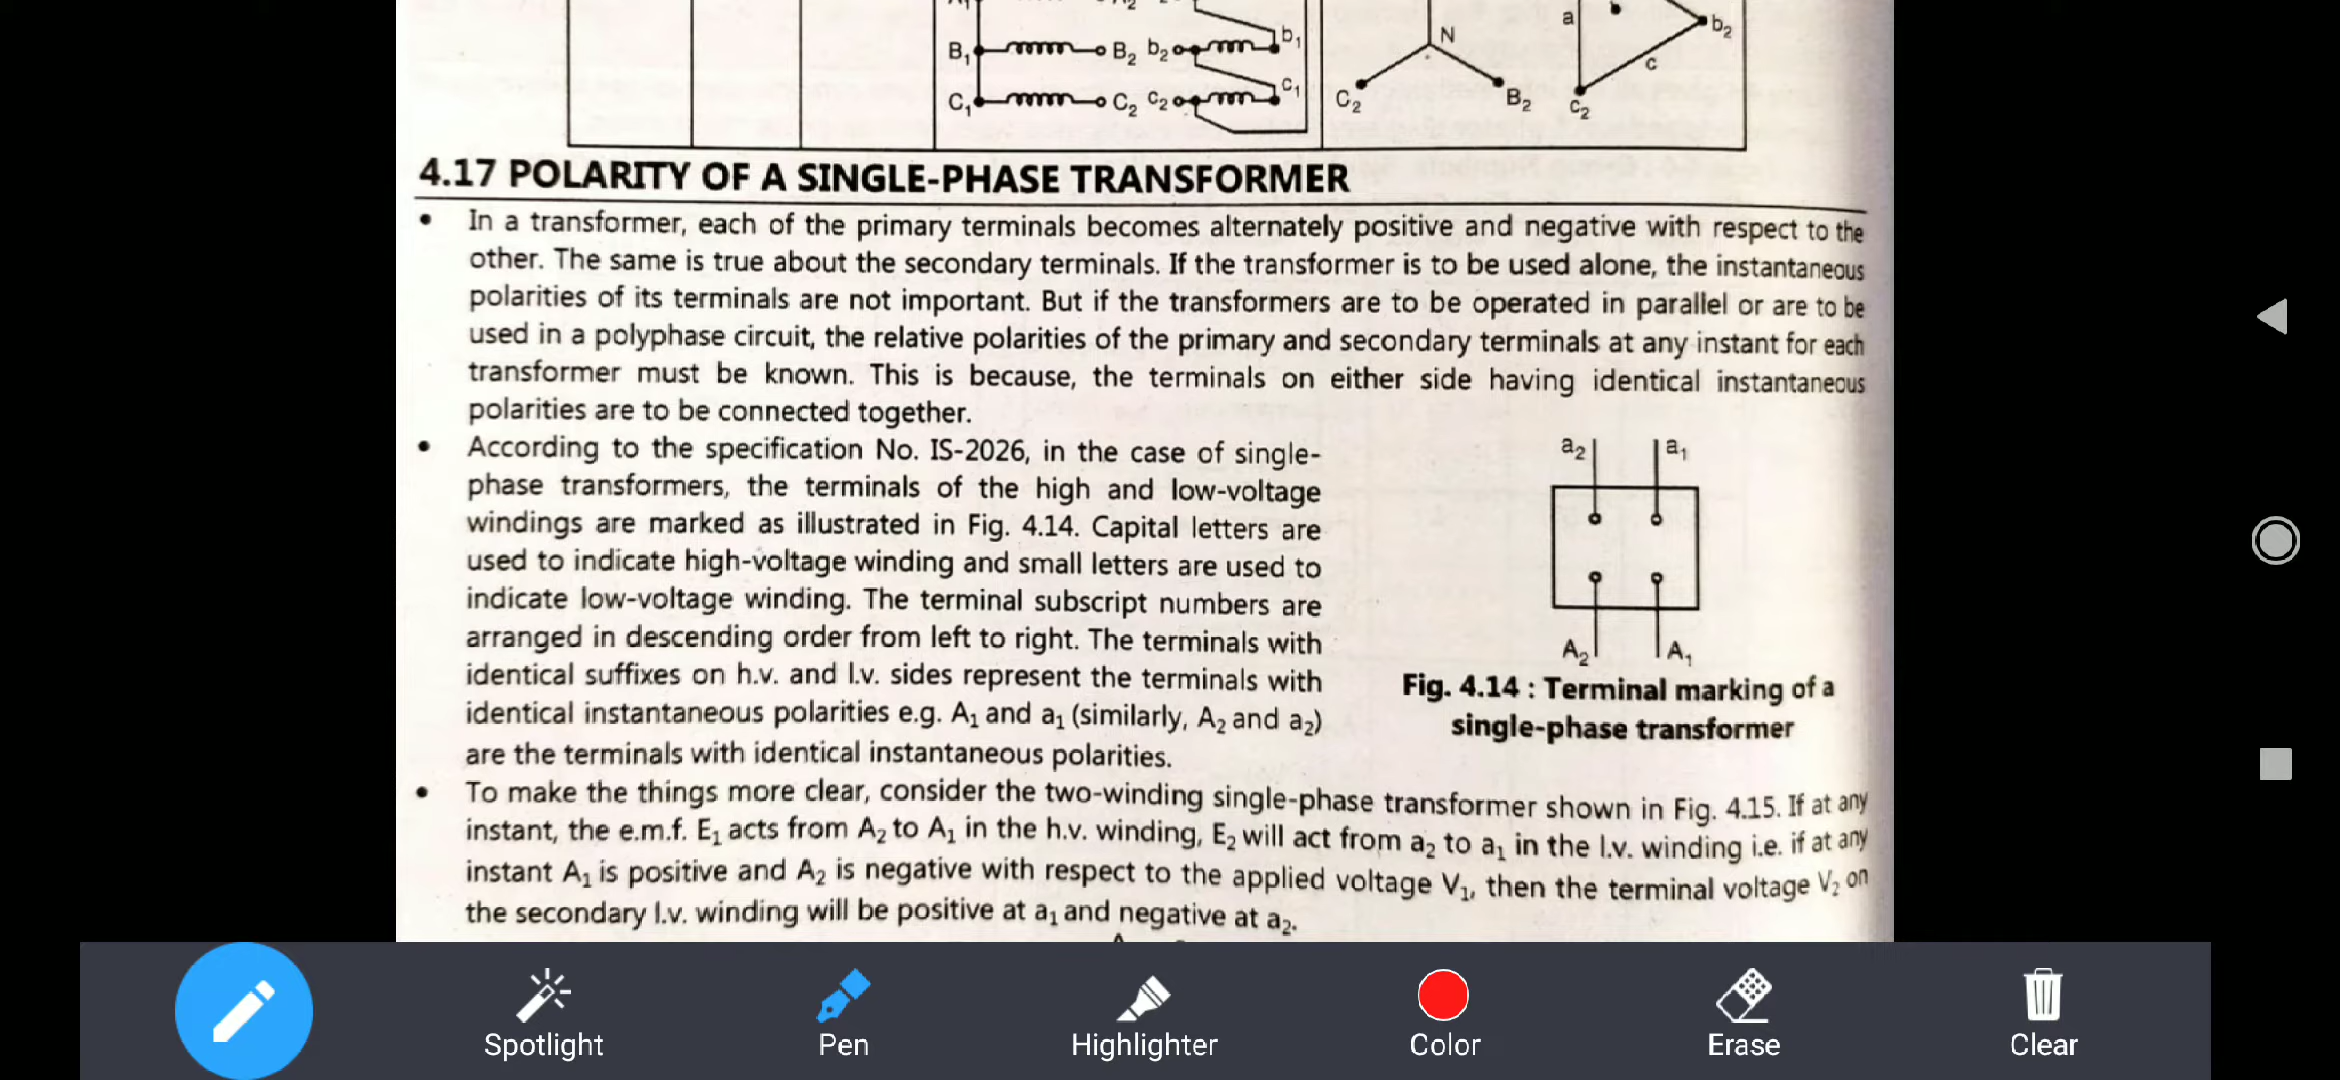 B₁ B₂ b₂ b₁
C₁ C₂ c₂ c₁
N
C₂ B₂
a b₂
c
c₂
4.17 POLARITY OF A SINGLE-PHASE TRANSFORMER
• In a transformer, each of the primary terminals becomes alternately positive and negative with respect to the
other. The same is true about the secondary terminals. If the transformer is to be used alone, the instantaneous
polarities of its terminals are not important. But if the transformers are to be operated in parallel or are to be
used in a polyphase circuit, the relative polarities of the primary and secondary terminals at any instant for each
transformer must be known. This is because, the terminals on either side having identical instantaneous
polarities are to be connected together.
• According to the specification No. IS-2026, in the case of single-
phase transformers, the terminals of the high and low-voltage
windings are marked as illustrated in Fig. 4.14. Capital letters are
used to indicate high-voltage winding and small letters are used to
indicate low-voltage winding. The terminal subscript numbers are
arranged in descending order from left to right. The terminals with
identical suffixes on h.v. and l.v. sides represent the terminals with
identical instantaneous polarities e.g. A₁ and a₁ (similarly, A₂ and a₂)
are the terminals with identical instantaneous polarities.
a₂ a₁
A₂ A₁
Fig. 4.14 : Terminal marking of a
single-phase transformer
• To make the things more clear, consider the two-winding single-phase transformer shown in Fig. 4.15. If at any
instant, the e.m.f. E₁ acts from A₂ to A₁ in the h.v. winding, E₂ will act from a₂ to a₁ in the l.v. winding i.e. if at any
instant A₁ is positive and A₂ is negative with respect to the applied voltage V₁, then the terminal voltage V₂ on
the secondary l.v. winding will be positive at a₁ and negative at a₂.
Spotlight Pen Highlighter Color Erase Clear